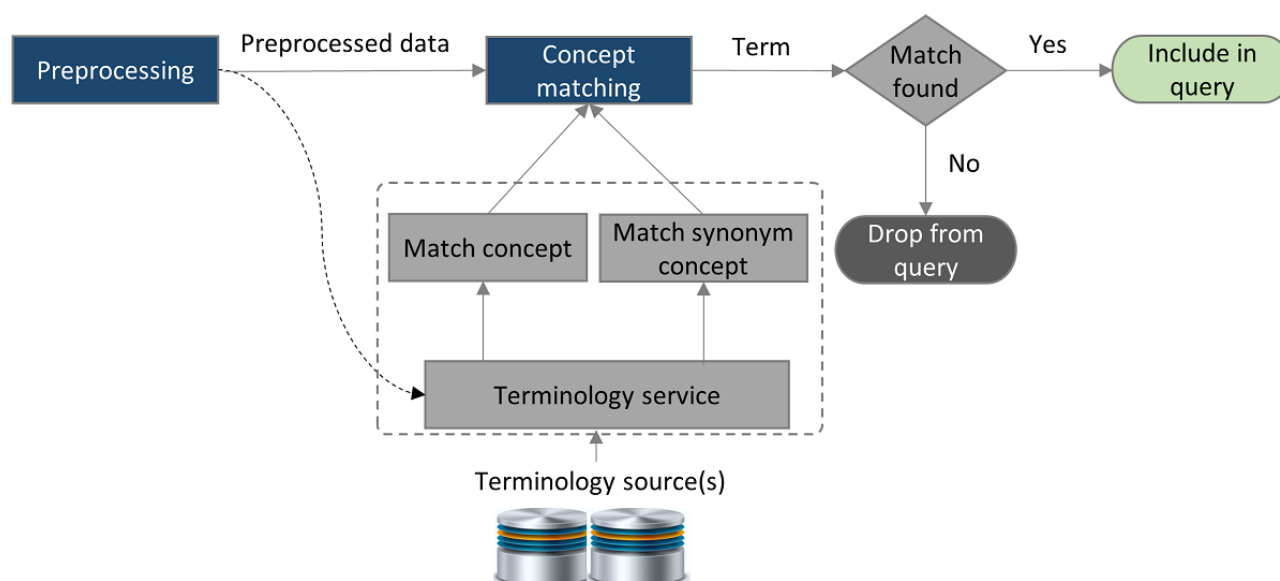 Preprocessing
Preprocessed data
Concept
matching
Term
Match
found
Yes
Include in
query
No
Drop from
query
Match concept
Match synonym
concept
Terminology service
Terminology source(s)